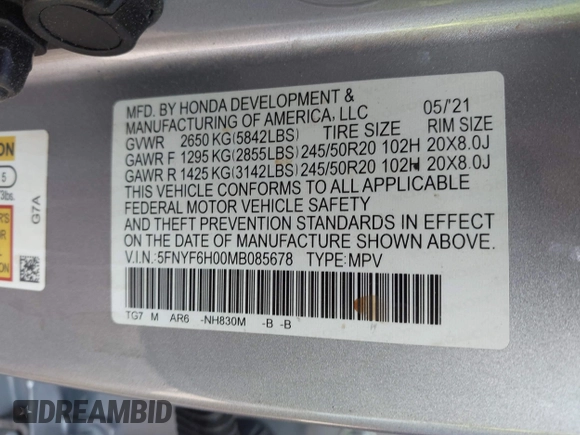 MFD. BY HONDA DEVELOPMENT &
MANUFACTURING OF AMERICA, LLC 05/'21
GVWR 2650 KG(5842LBS) TIRE SIZE RIM SIZE
GAWR F 1295 KG(2855LBS) 245/50R20 102H 20X8.0J
GAWR R 1425 KG(3142LBS) 245/50R20 102H 20X8.0J
THIS VEHICLE CONFORMS TO ALL APPLICABLE
FEDERAL MOTOR VEHICLE SAFETY
AND THEFT PREVENTION STANDARDS IN EFFECT
ON THE DATE OF MANUFACTURE SHOWN ABOVE.
V.I.N.:5FNYF6H00MB085678 TYPE:MPV
TG7 M AR6 -NH830M -B -B
G7A
5
DREAMBID